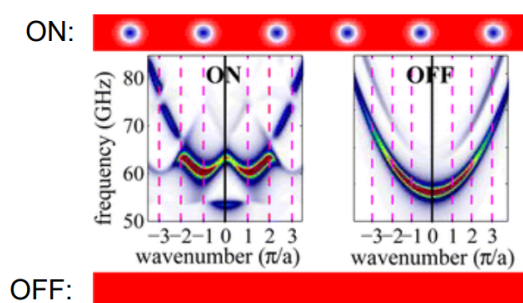 ON:
ON
OFF
frequency (GHz)
80
70
60
50
−3−2−1 0 1 2 3
−3−2−1 0 1 2 3
wavenumber (π/a)
wavenumber (π/a)
OFF: